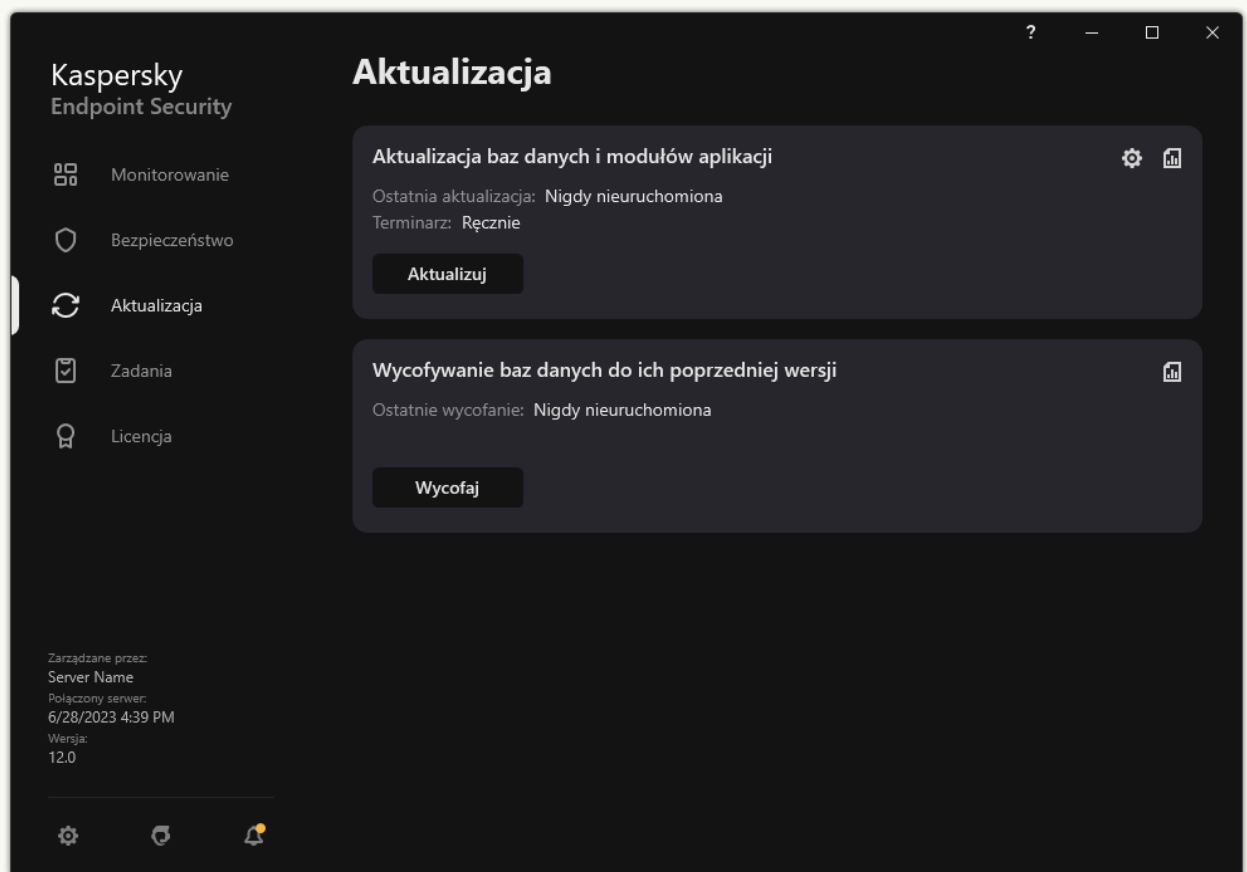 ?
Kaspersky
Endpoint Security
Monitorowanie
Bezpieczeństwo
Aktualizacja
Zadania
Licencja
Zarządzane przez:
Server Name
Połączony serwer:
6/28/2023 4:39 PM
Wersja:
12.0
Aktualizacja
Aktualizacja baz danych i modułów aplikacji
Ostatnia aktualizacja: Nigdy nieuruchomiona
Terminarz: Ręcznie
Aktualizuj
Wycofywanie baz danych do ich poprzedniej wersji
Ostatnie wycofanie: Nigdy nieuruchomiona
Wycofaj